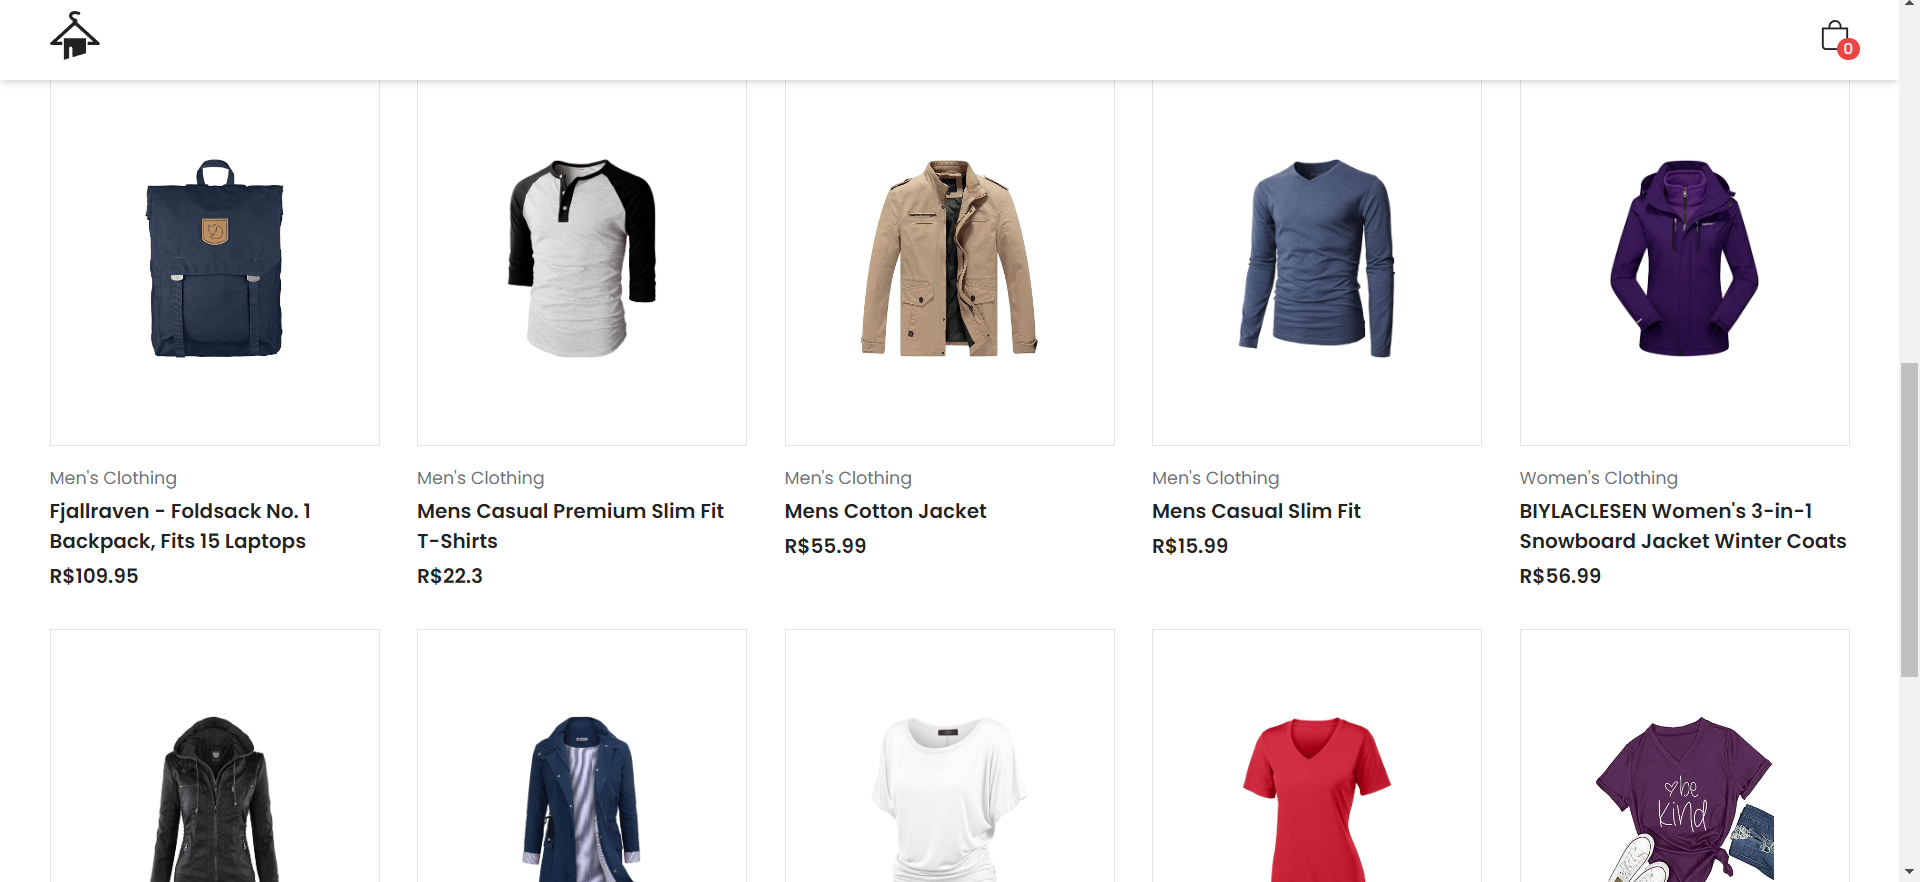 0
Men's Clothing
Fjallraven - Foldsack No. 1
Backpack, Fits 15 Laptops
R$109.95
Men's Clothing
Mens Casual Premium Slim Fit
T-Shirts
R$22.3
Men's Clothing
Mens Cotton Jacket
R$55.99
Men's Clothing
Mens Casual Slim Fit
R$15.99
Women's Clothing
BIYLACLESEN Women's 3-in-1
Snowboard Jacket Winter Coats
R$56.99
be
kind